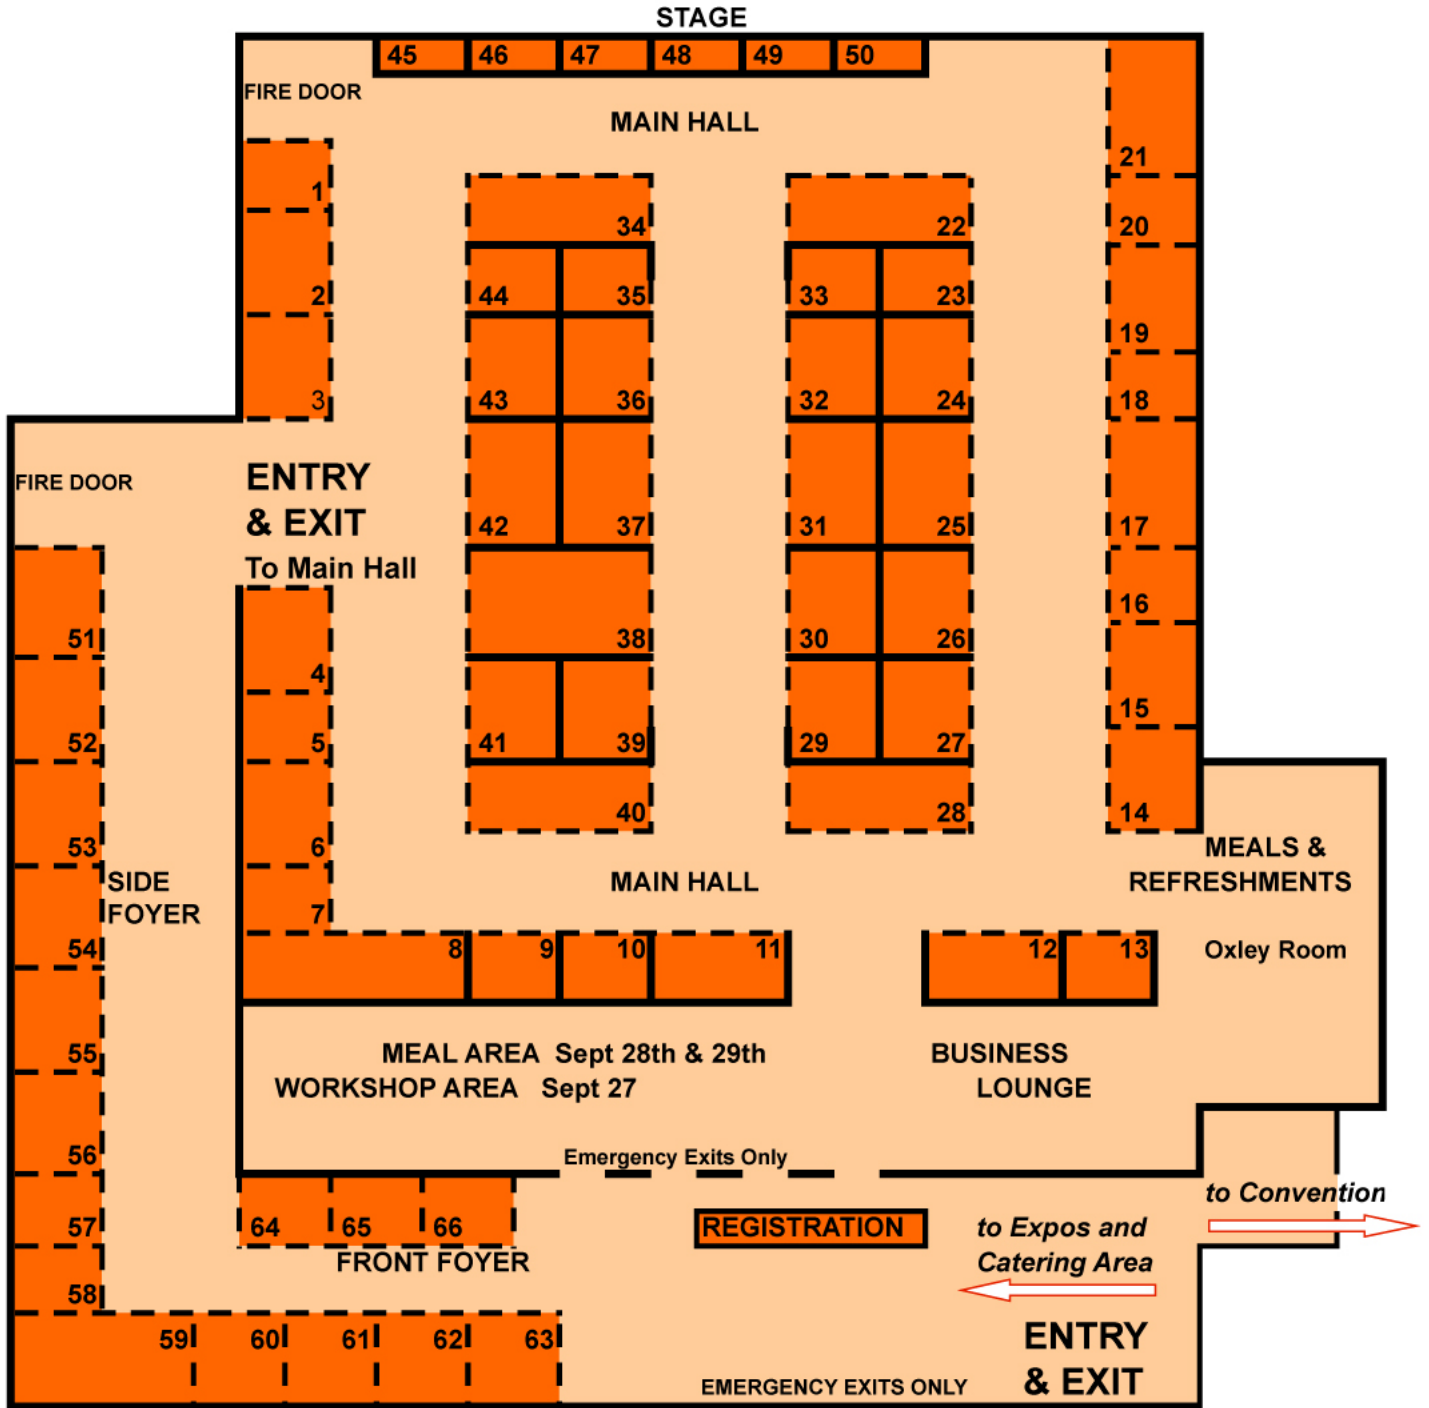 STAGE
45 46 47 48 49 50
FIRE DOOR
MAIN HALL
21
1
34 22 20
2 44 35 33 23
19
3 43 36 32 24 18
ENTRY
& EXIT
To Main Hall
FIRE DOOR
42 37 31 25 17
16
51 38 30 26
4
15
52 5 41 39 29 27
40 28 14
53 6
MEALS &
REFRESHMENTS
SIDE
FOYER
MAIN HALL
7
54 8 9 10 11 12 13
Oxley Room
55
MEAL AREA Sept 28th & 29th
WORKSHOP AREA Sept 27
BUSINESS
LOUNGE
56
Emergency Exits Only
to Convention
57 64 65 66
REGISTRATION
to Expos and
Catering Area
FRONT FOYER
58
59 60 61 62 63
ENTRY
& EXIT
EMERGENCY EXITS ONLY